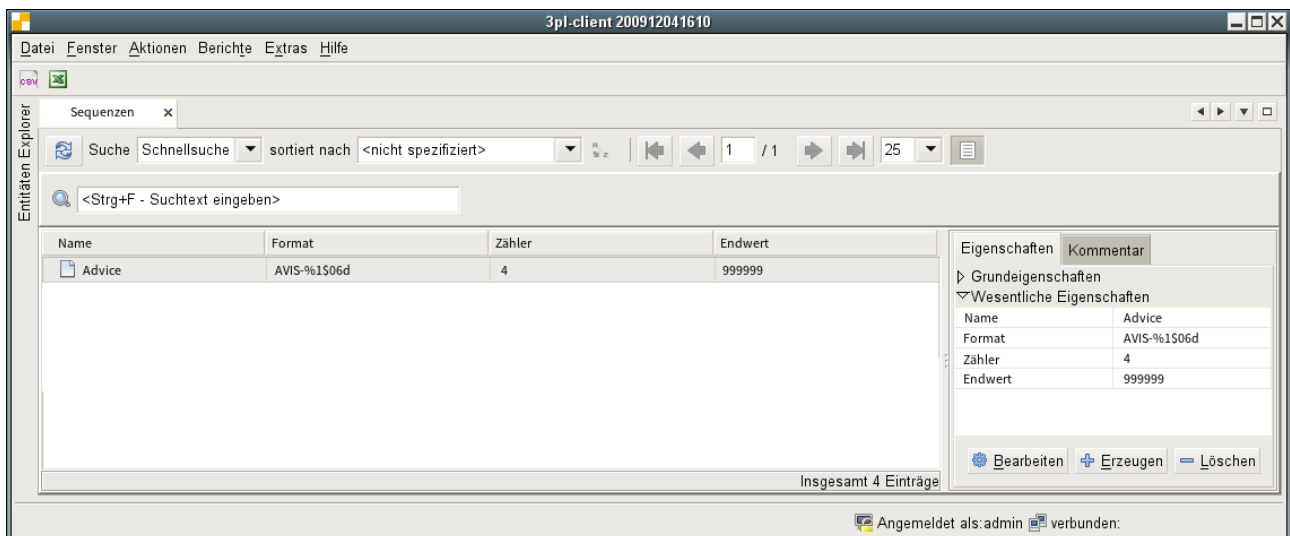 3pl-client 200912041610
Datei Fenster Aktionen Berichte Extras Hilfe
csv
Entitäten Explorer
Sequenzen
Suche Schnellsuche sortiert nach <nicht spezifiziert> 1 / 1 25
<Strg+F - Suchtext eingeben>
Name Format Zähler Endwert
Advice AVIS-%1$06d 4 999999
Insgesamt 4 Einträge
Eigenschaften Kommentar
Grundeigenschaften
Wesentliche Eigenschaften
Name Advice
Format AVIS-%1$06d
Zähler 4
Endwert 999999
Bearbeiten Erzeugen Löschen
Angemeldet als:admin verbunden: